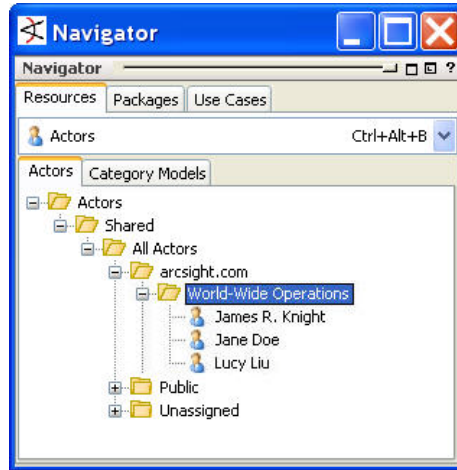 Navigator
Navigator ?
Resources Packages Use Cases
Actors Ctrl+Alt+B
Actors Category Models
Actors
Shared
All Actors
arcsight.com
World-Wide Operations
James R. Knight
Jane Doe
Lucy Liu
Public
Unassigned